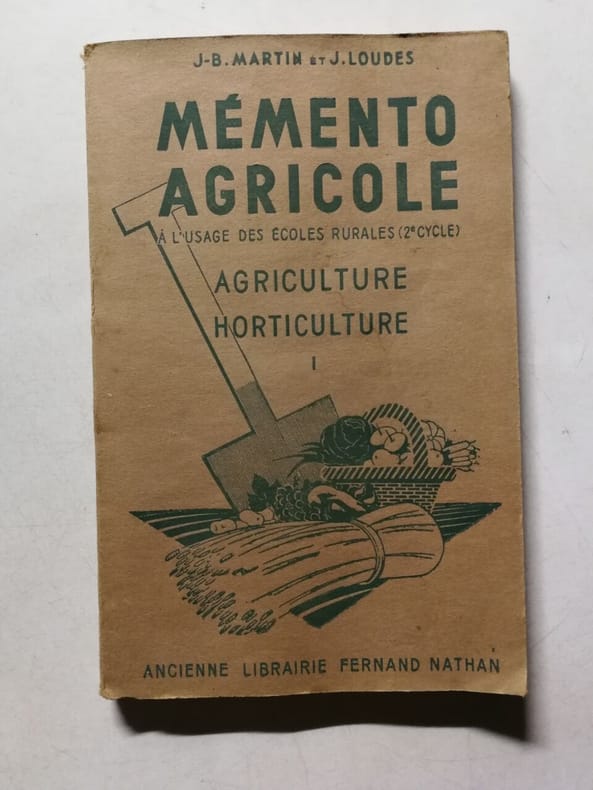 J-B. MARTIN ET J. LOUDES
MÉMENTO
AGRICOLE
À L'USAGE DES ÉCOLES RURALES (2e CYCLE)
AGRICULTURE
HORTICULTURE
I
ANCIENNE LIBRAIRIE FERNAND NATHAN